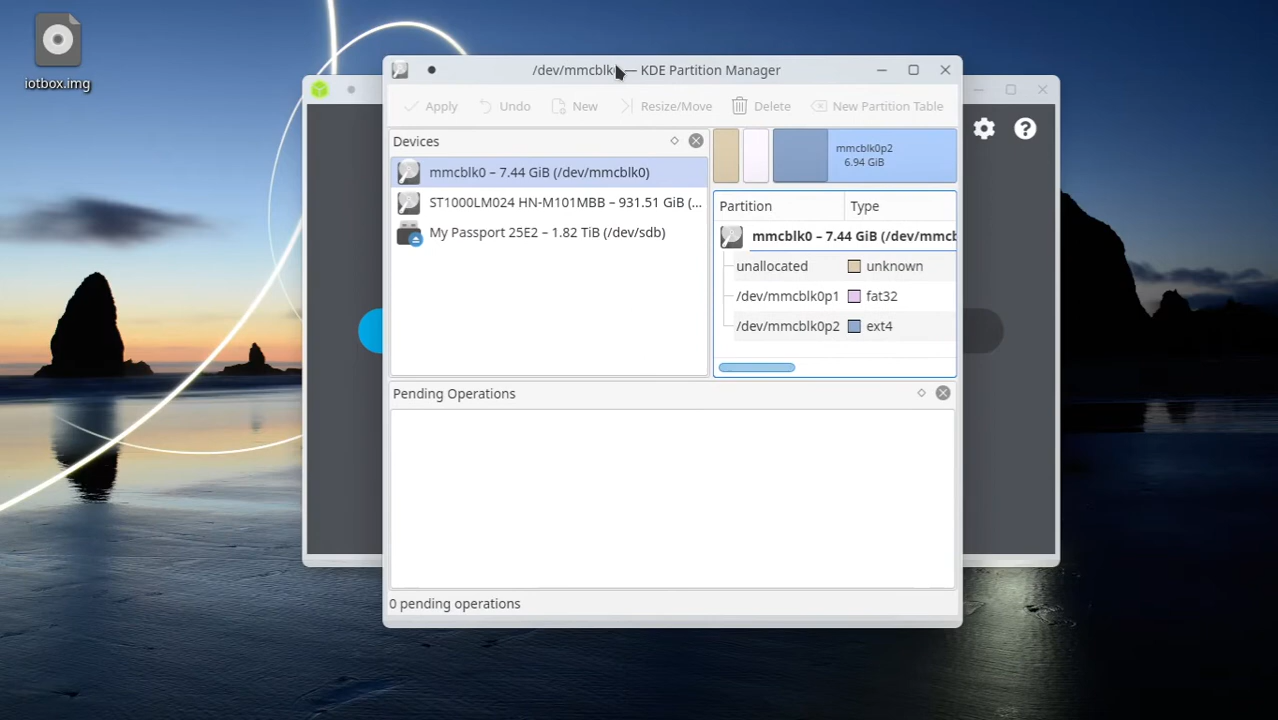 iotbox.img
/dev/mmcblk — KDE Partition Manager
Apply
Undo
New
Resize/Move
Delete
New Partition Table
Devices
mmcblk0 – 7.44 GiB (/dev/mmcblk0)
ST1000LM024 HN-M101MBB – 931.51 GiB (...
My Passport 25E2 – 1.82 TiB (/dev/sdb)
mmcblk0p2
6.94 GiB
Partition Type
mmcblk0 – 7.44 GiB (/dev/mmcb
unallocated unknown
/dev/mmcblk0p1 fat32
/dev/mmcblk0p2 ext4
Pending Operations
0 pending operations